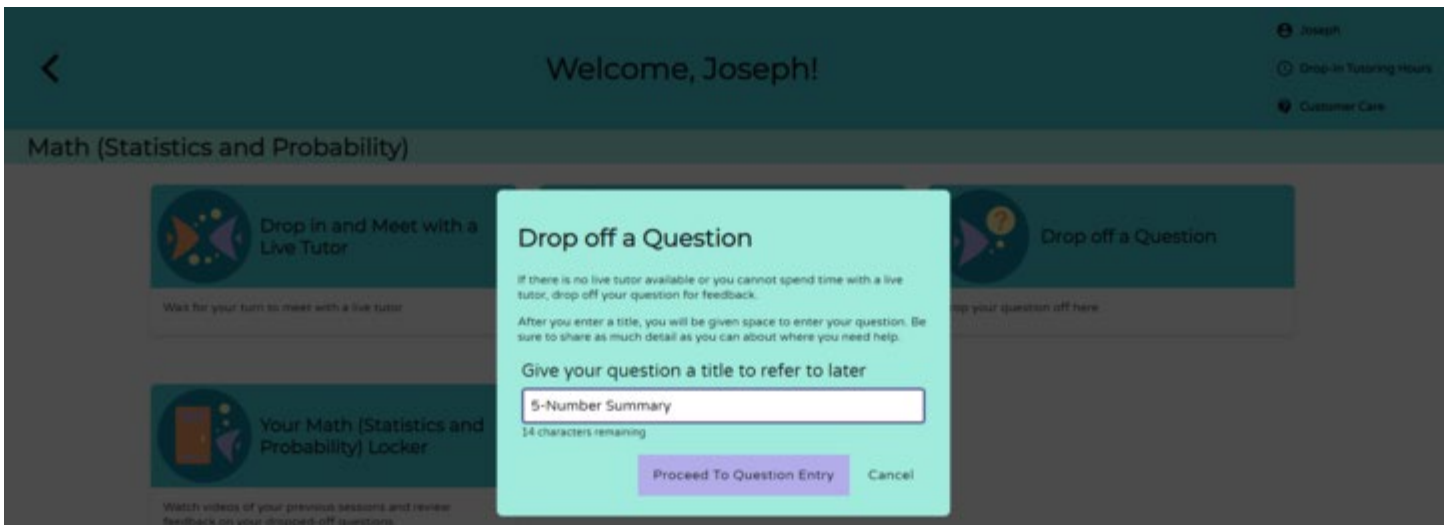 Joseph
Welcome, Joseph!
Drop-In Tutoring Hours
Customer Care
Math (Statistics and Probability)
Drop in and Meet with a
Live Tutor
Wait for your turn to meet with a live tutor
Drop off a Question
If there is no live tutor available or you cannot spend time with a live
tutor, drop off your question for feedback.
After you enter a title, you will be given space to enter your question. Be
sure to share as much detail as you can about where you need help.
Give your question a title to refer to later
5-Number Summary
14 characters remaining
Proceed To Question Entry Cancel
?
Drop off a Question
op your question off here
Your Math (Statistics and
Probability) Locker
Watch videos of your previous sessions and review
feedback on your dropped-off questions